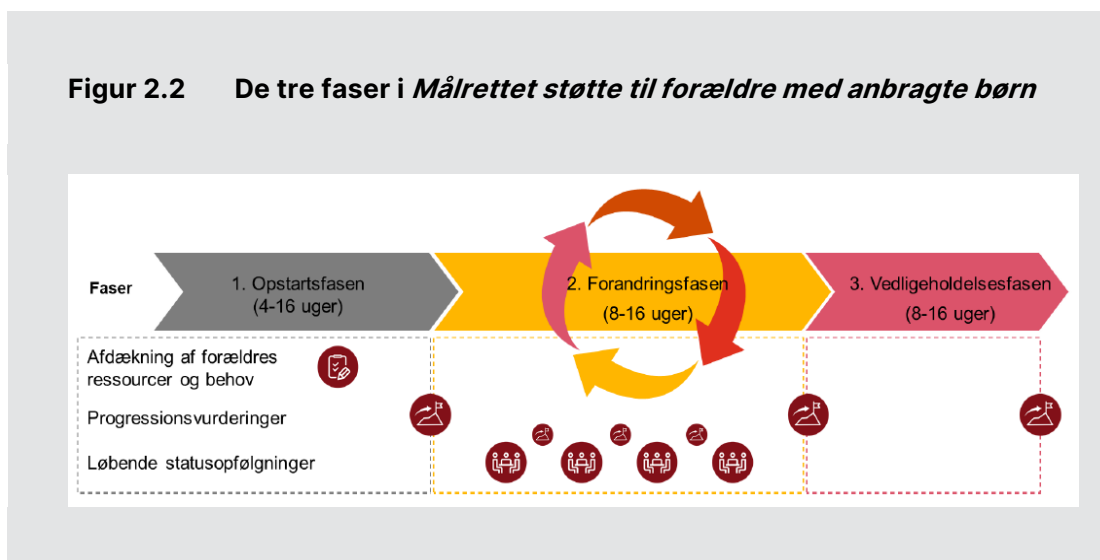 Figur 2.2 De tre faser i Målrettet støtte til forældre med anbragte børn
Faser
1. Opstartsfasen
(4-16 uger)
2. Forandringsfasen
(8-16 uger)
3. Vedligeholdelsesfasen
(8-16 uger)
Afdækning af forældres
ressourcer og behov
Progressionsvurderinger
Løbende statusopfølgninger